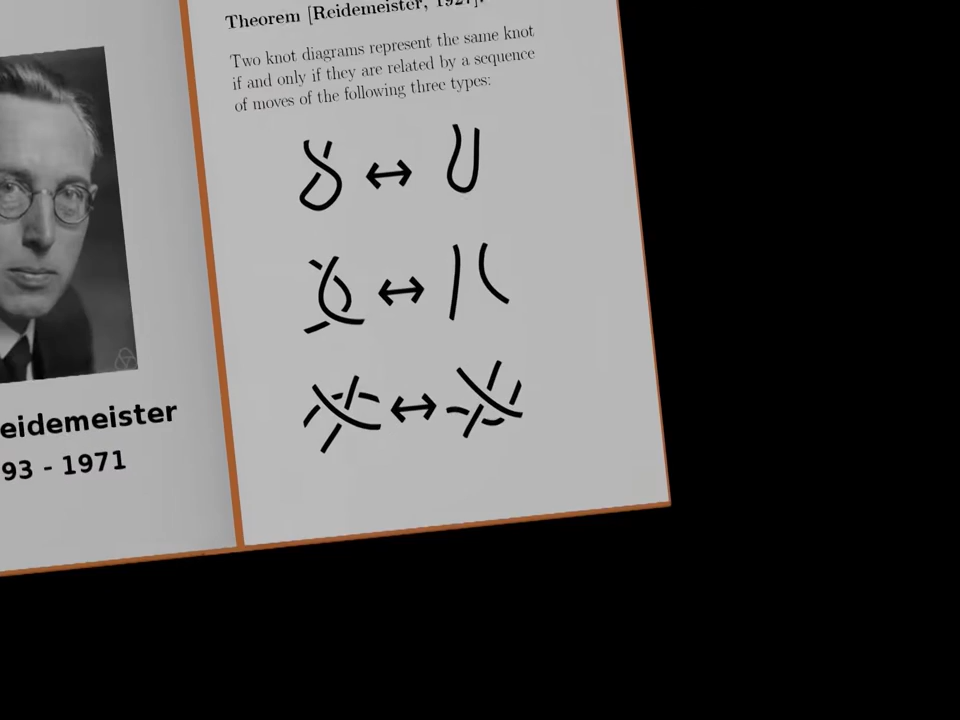 Theorem [Reidemeister, 1927].
Two knot diagrams represent the same knot
if and only if they are related by a sequence
of moves of the following three types:
eidemeister
93 - 1971